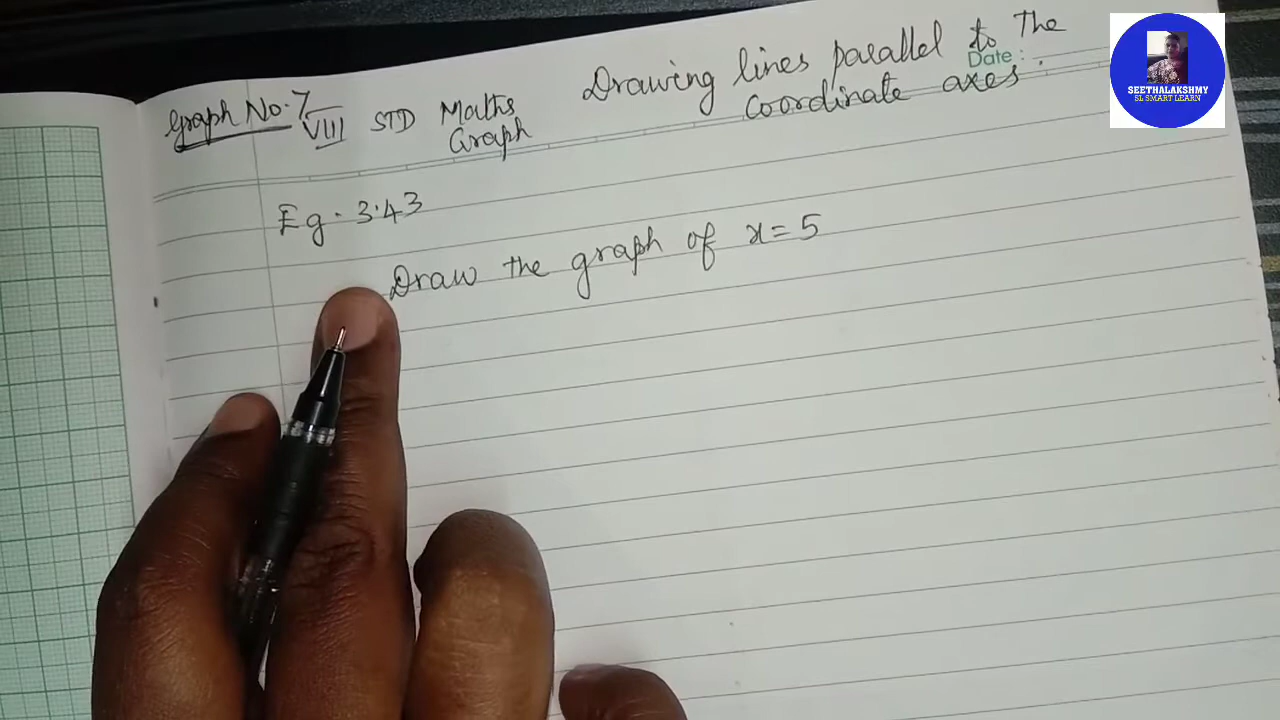 Graph No. 7
VIII STD Maths
Graph
Drawing lines parallel to The
Date :
Coordinate axes.
SEETHALAKSHMY
SL SMART LEARN
Eg. 3.43
Draw the graph of x = 5